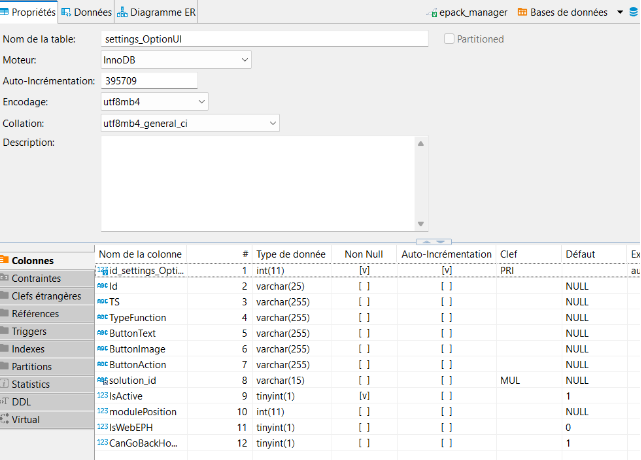 Propriétés Données Diagramme ER epack_manager Bases de données
Nom de la table: settings_OptionUI Partitioned
Moteur: InnoDB
Auto-Incrémentation: 395709
Encodage: utf8mb4
Collation: utf8mb4_general_ci
Description:
Colonnes
Contraintes
Clefs étrangères
Références
Triggers
Indexes
Partitions
Statistics
DDL
Virtual
Nom de la colonne # Type de donnée Non Null Auto-Incrémentation Clef Défaut Ex
id_settings_Opti... 1 int(11) [v] [v] PRI au
Id 2 varchar(25) [ ] [ ] NULL
TS 3 varchar(255) [ ] [ ] NULL
TypeFunction 4 varchar(255) [ ] [ ] NULL
ButtonText 5 varchar(255) [ ] [ ] NULL
ButtonImage 6 varchar(255) [ ] [ ] NULL
ButtonAction 7 varchar(255) [ ] [ ] NULL
solution_id 8 varchar(15) [ ] [ ] MUL NULL
IsActive 9 tinyint(1) [v] [ ] 1
modulePosition 10 int(11) [ ] [ ] NULL
IsWebEPH 11 tinyint(1) [ ] [ ] 0
CanGoBackHo... 12 tinyint(1) [ ] [ ] 1